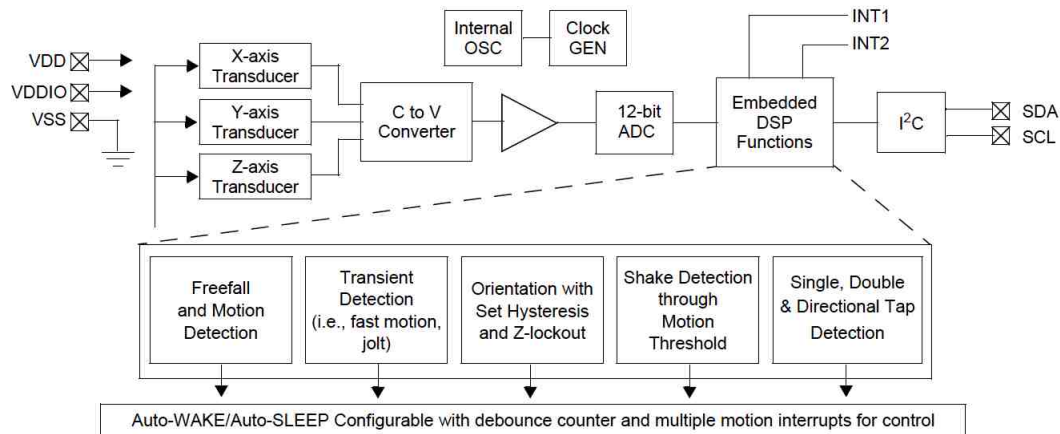 VDD
VDDIO
VSS
X-axis
Transducer
Y-axis
Transducer
Z-axis
Transducer
C to V
Converter
Internal
OSC
Clock
GEN
12-bit
ADC
Embedded
DSP
Functions
INT1
INT2
I²C
SDA
SCL
Freefall
and Motion
Detection
Transient
Detection
(i.e., fast motion,
jolt)
Orientation with
Set Hysteresis
and Z-lockout
Shake Detection
through
Motion
Threshold
Single, Double
& Directional Tap
Detection
Auto-WAKE/Auto-SLEEP Configurable with debounce counter and multiple motion interrupts for control